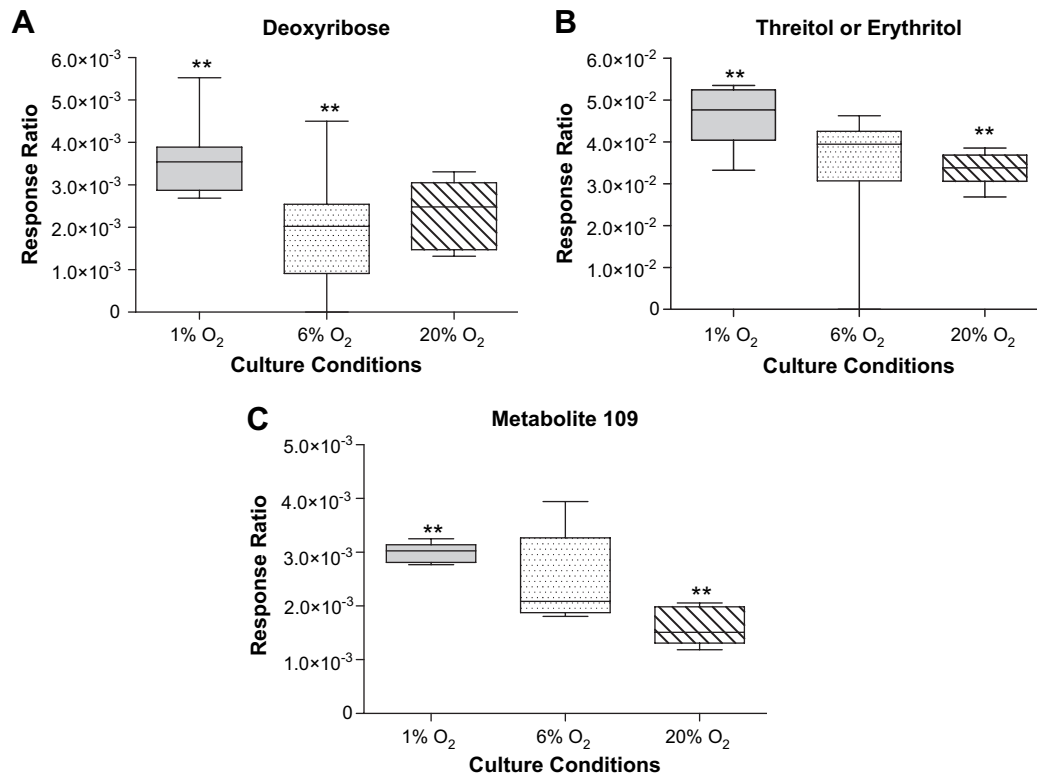 A
Deoxyribose
Response Ratio
6.0×10⁻³
5.0×10⁻³
4.0×10⁻³
3.0×10⁻³
2.0×10⁻³
1.0×10⁻³
0
**
**
1% O₂
6% O₂
20% O₂
Culture Conditions
B
Threitol or Erythritol
Response Ratio
6.0×10⁻²
5.0×10⁻²
4.0×10⁻²
3.0×10⁻²
2.0×10⁻²
1.0×10⁻²
0
**
**
1% O₂
6% O₂
20% O₂
Culture Conditions
C
Metabolite 109
Response Ratio
5.0×10⁻³
4.0×10⁻³
3.0×10⁻³
2.0×10⁻³
1.0×10⁻³
0
**
**
1% O₂
6% O₂
20% O₂
Culture Conditions